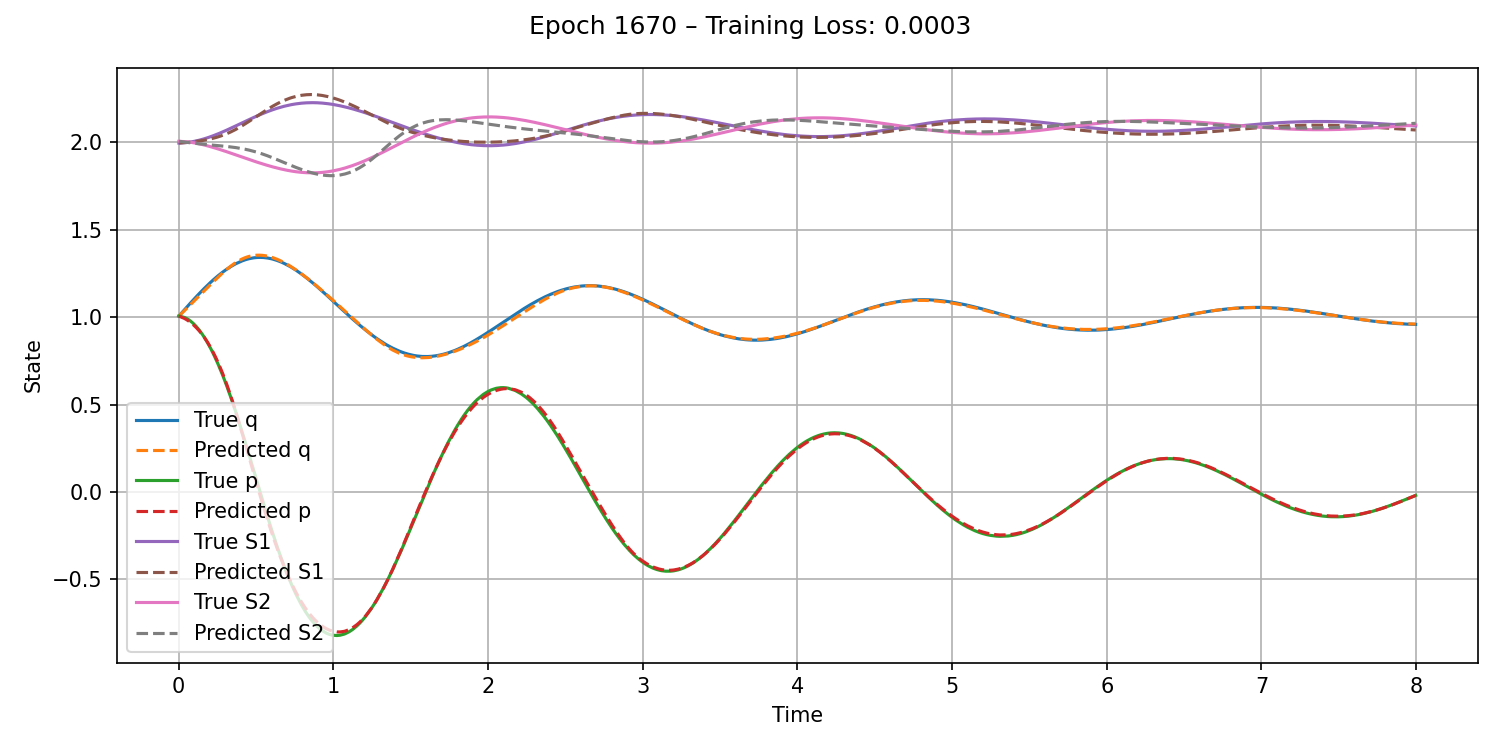 Epoch 1670 – Training Loss: 0.0003
State
2.0
1.5
1.0
0.5
0.0
−0.5
True q
Predicted q
True p
Predicted p
True S1
Predicted S1
True S2
Predicted S2
0 1 2 3 4 5 6 7 8
Time